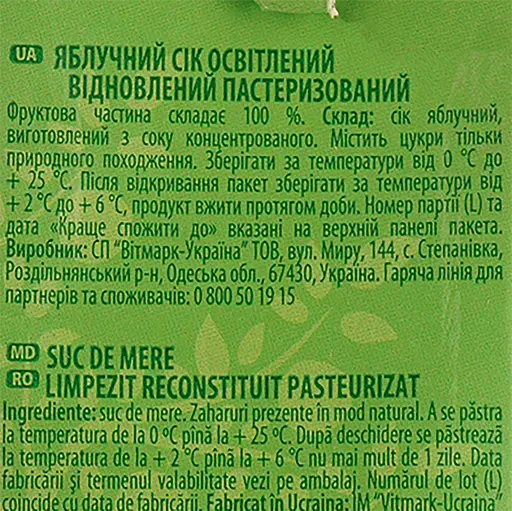 UA ЯБЛУЧНИЙ СІК ОСВІТЛЕНИЙ
ВІДНОВЛЕНИЙ ПАСТЕРИЗОВАНИЙ
Фруктова частина складає 100 %. Склад: сік яблучний,
виготовлений з соку концентрованого. Містить цукри тільки
природного походження. Зберігати за температури від 0 °С до
+ 25 °С. Після відкривання пакет зберігати за температури від
+ 2 °С до + 6 °С, продукт вжити протягом доби. Номер партії (L) та
дата «Краще спожити до» вказані на верхній панелі пакета.
Виробник: СП "Вітмарк-Україна" ТОВ, вул. Миру, 144, с. Степанівка,
Роздільнянський р-н, Одеська обл., 67430, Україна. Гаряча лінія для
партнерів та споживачів: 0 800 50 19 15
MD SUC DE MERE
RO LIMPEZIT RECONSTITUIT PASTEURIZAT
Ingrediente: suc de mere. Zaharuri prezente în mod natural. A se păstra
la temperatura de la 0 ºC pînă la + 25 ºC. După deschidere se păstrează
la temperatura de la + 2 °C pînă la + 6 °C nu mai mult de 1 zile. Data
fabricării şi termenul valabilitate vezi pe ambalaj. Numărul de lot (L)
coincide cu data de fabricării. Fabricat în Ucraina: ÎM "Vitmark-Ucraina"